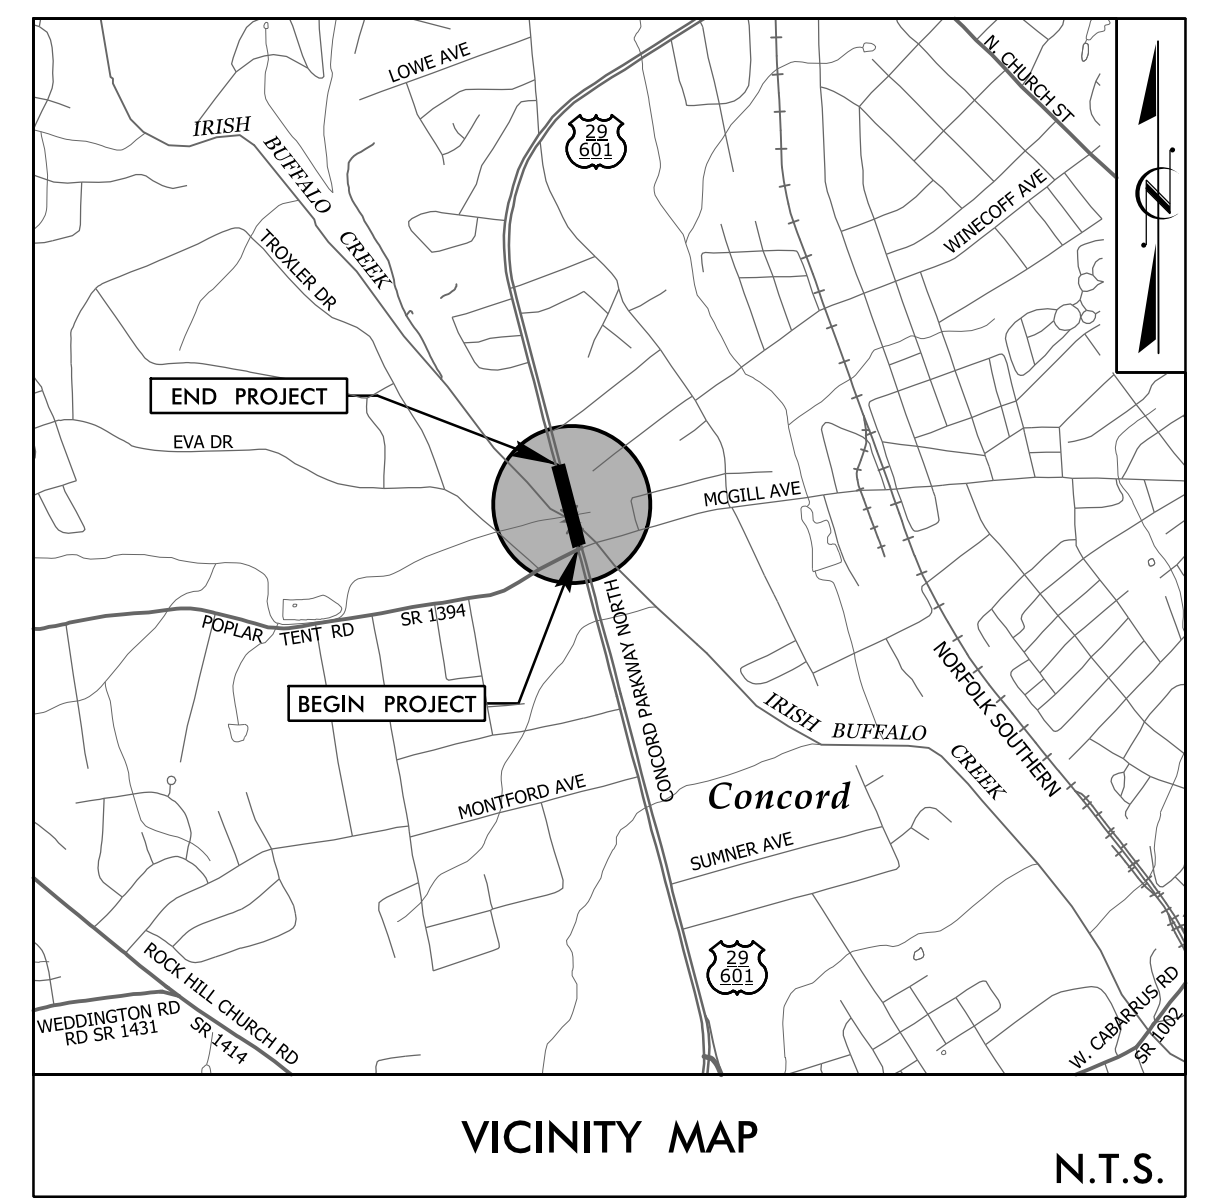 N. CHURCH ST
LOWE AVE
29
601
IRISH BUFFALO CREEK
WINECOFF AVE
N
TROXLER DR
END PROJECT
EVA DR
MCGILL AVE
SR 1394
POPLAR TENT RD
CONCORD PARKWAY NORTH
BEGIN PROJECT
NORFOLK SOUTHERN
IRISH BUFFALO CREEK
MONTFORD AVE
Concord
SUMNER AVE
29
601
ROCK HILL CHURCH RD
SR 1414
WEDDINGTON RD
RD SR 1431
W. CABARRUS RD
SR 1002
VICINITY MAP
N.T.S.